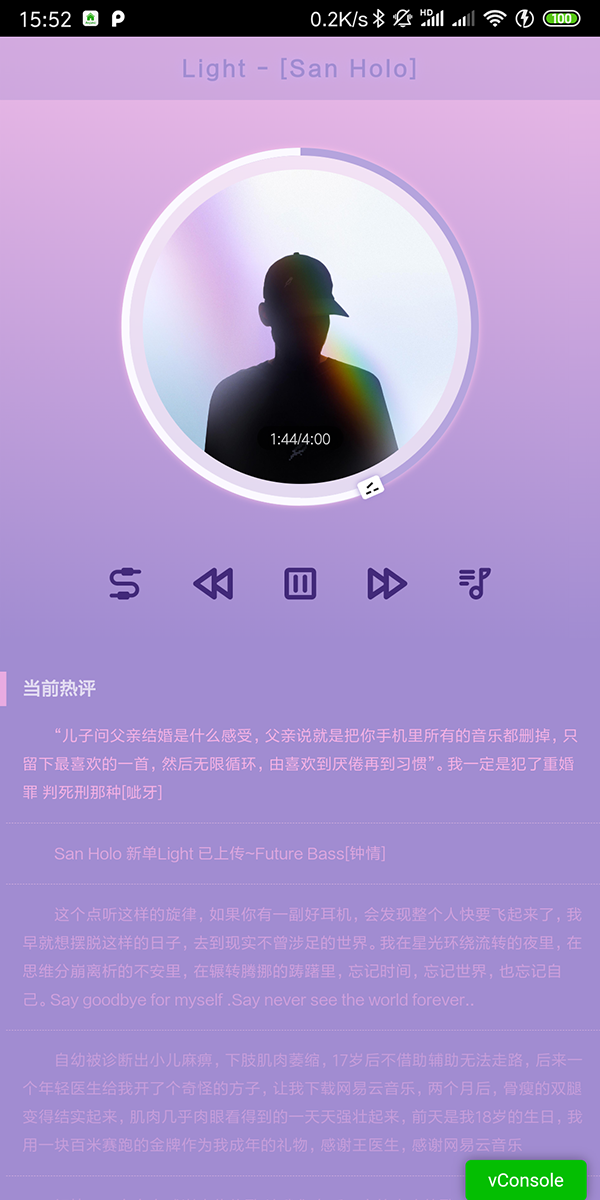 15:52
0.2K/s
HD
100
Light - [San Holo]
1:44/4:00
当前热评
“儿子问父亲结婚是什么感受，父亲说就是把你手机里所有的音乐都删掉，只
留下最喜欢的一首，然后无限循环，由喜欢到厌倦再到习惯”。我一定是犯了重婚
罪 判死刑那种[呲牙]
San Holo 新单Light 已上传~Future Bass[钟情]
这个点听这样的旋律，如果你有一副好耳机，会发现整个人快要飞起来了，我
早就想摆脱这样的日子，去到现实不曾涉足的世界。我在星光环绕流转的夜里，在
思维分崩离析的不安里，在辗转腾挪的踌躇里，忘记时间，忘记世界，也忘记自
己。Say goodbye for myself .Say never see the world forever..
自幼被诊断出小儿麻痹，下肢肌肉萎缩，17岁后不借助辅助无法走路，后来一
个年轻医生给我开了个奇怪的方子，让我下载网易云音乐，两个月后，骨瘦的双腿
变得结实起来，肌肉几乎肉眼看得到的一天天强壮起来，前天是我18岁的生日，我
用一块百米赛跑的金牌作为我成年的礼物，感谢王医生，感谢网易云音乐
vConsole